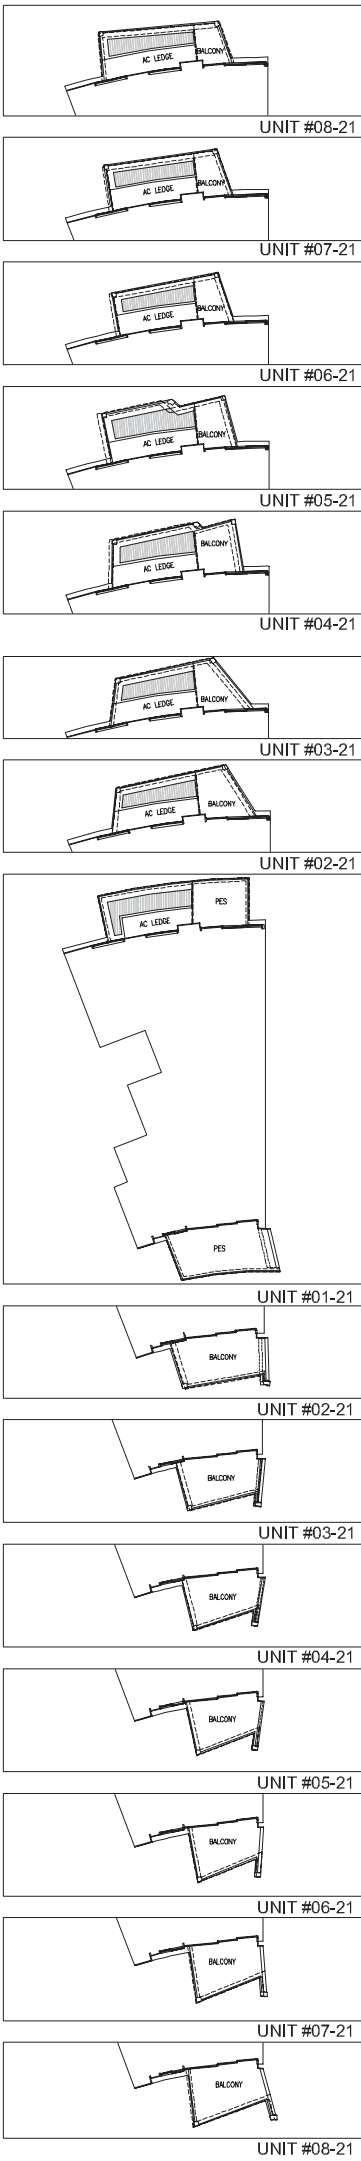 AC LEDGE BALCONY
UNIT #08-21
AC LEDGE BALCONY
UNIT #07-21
AC LEDGE BALCONY
UNIT #06-21
AC LEDGE BALCONY
UNIT #05-21
AC LEDGE BALCONY
UNIT #04-21
AC LEDGE BALCONY
UNIT #03-21
AC LEDGE BALCONY
UNIT #02-21
AC LEDGE PES
PES
UNIT #01-21
BALCONY
UNIT #02-21
BALCONY
UNIT #03-21
BALCONY
UNIT #04-21
BALCONY
UNIT #05-21
BALCONY
UNIT #06-21
BALCONY
UNIT #07-21
BALCONY
UNIT #08-21